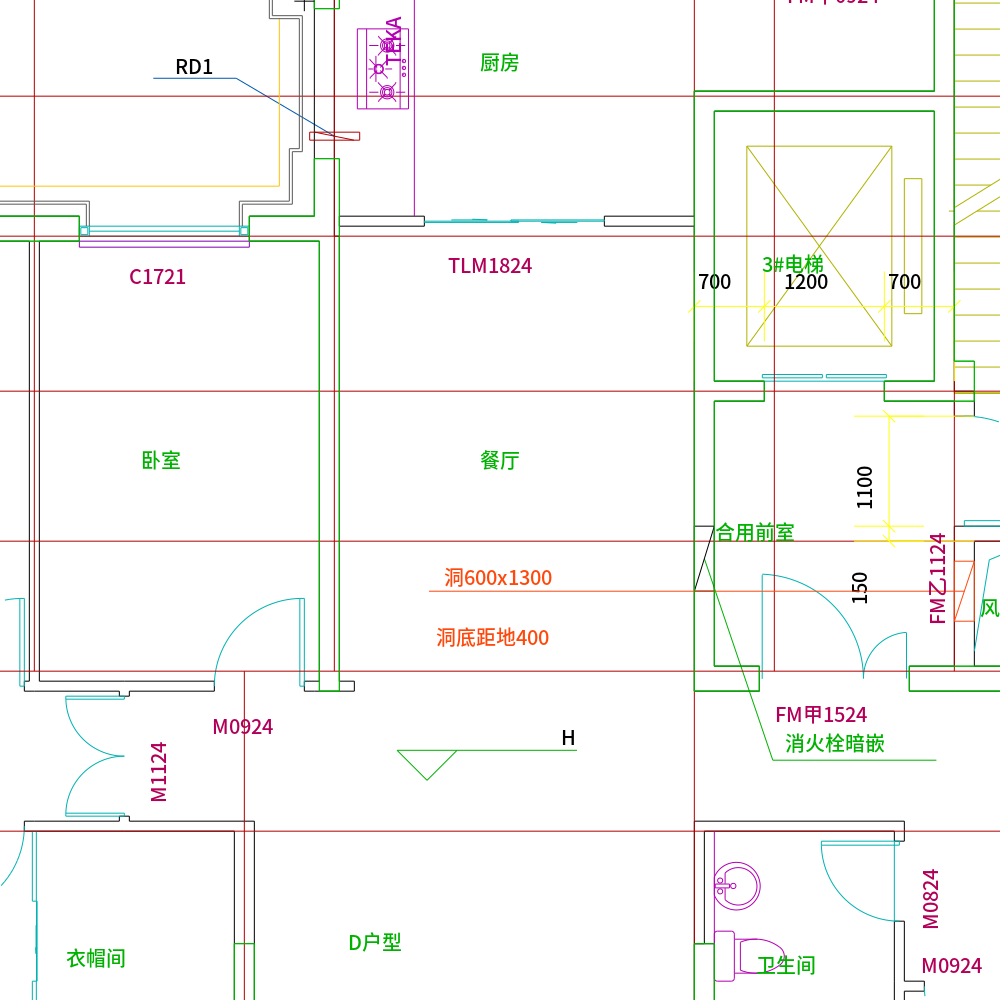 TEKA
RD1
厨房
C1721
TLM1824
3#电梯
700
1200
700
卧室
餐厅
1100
合用前室
FM乙1124
洞600x1300
150
风
洞底距地400
M0924
FM甲1524
H
消火栓暗嵌
M1124
M0824
D户型
衣帽间
卫生间
M0924